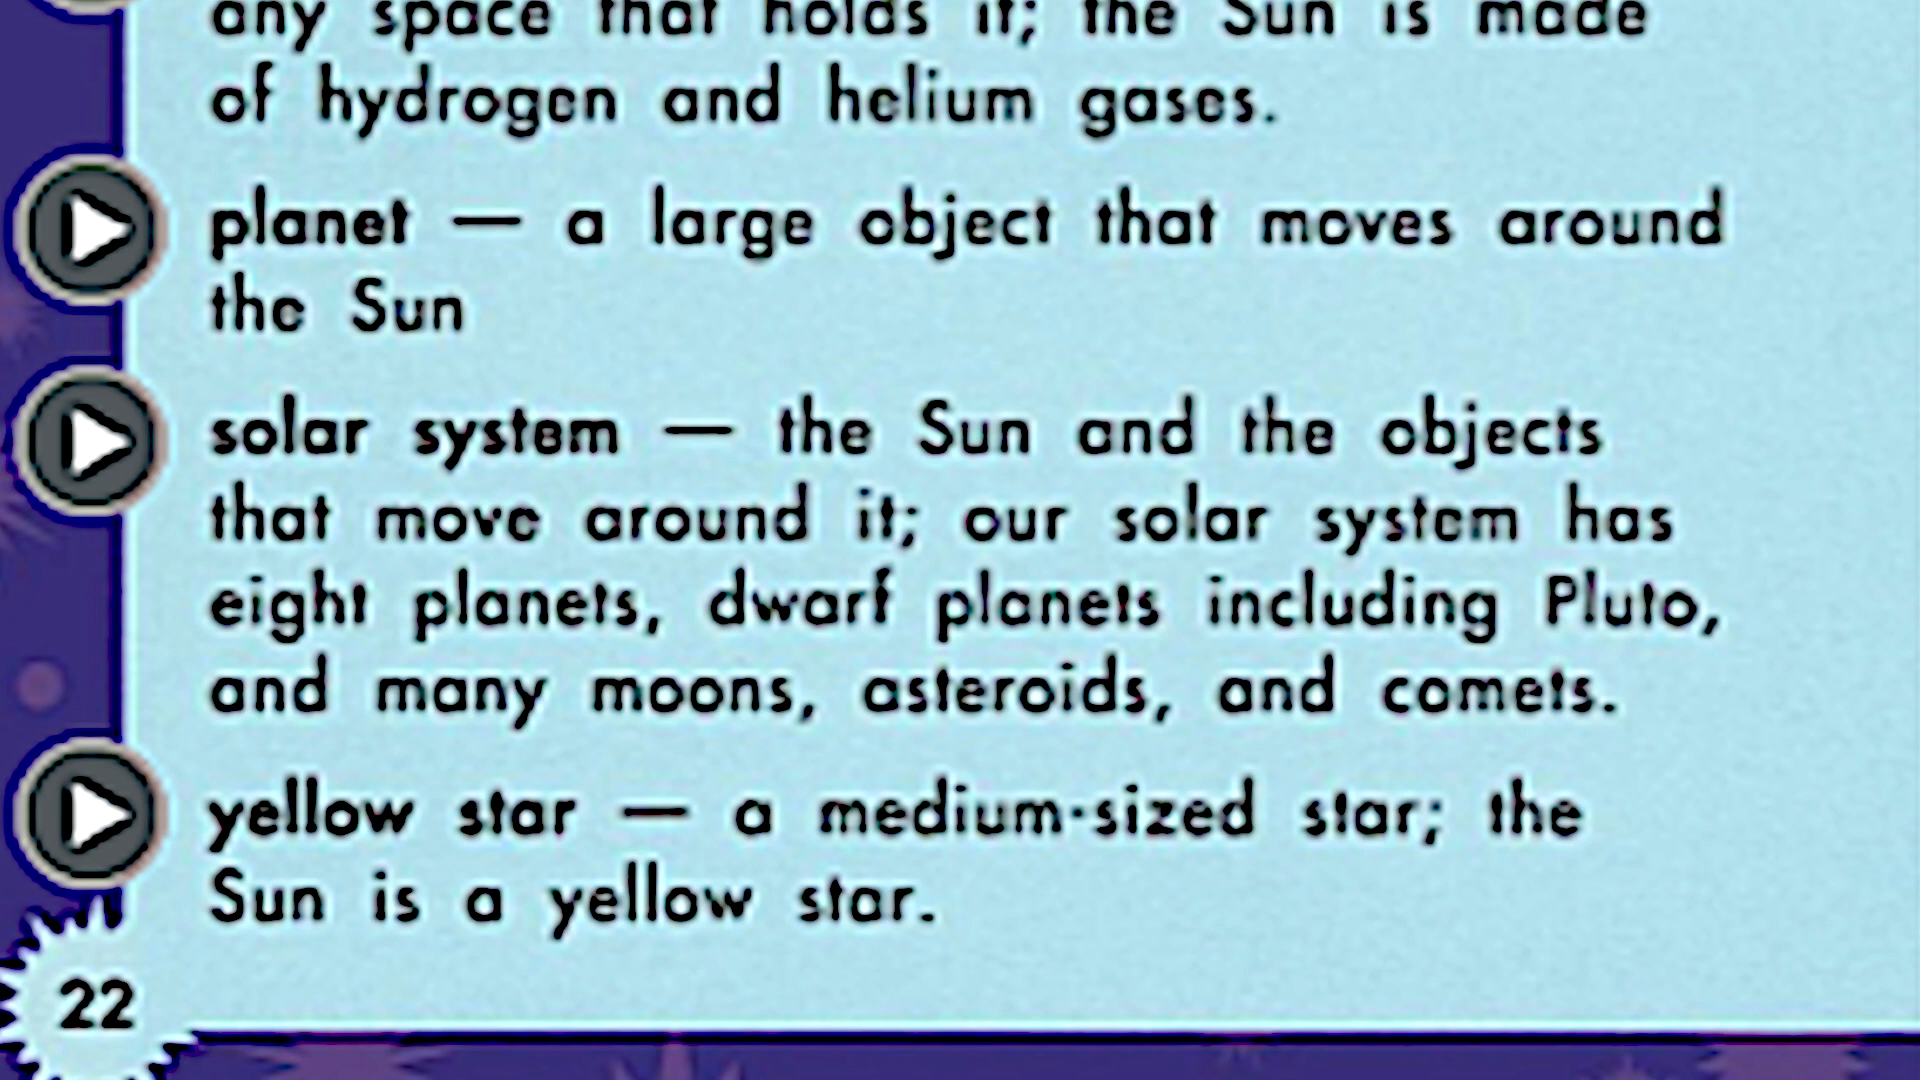 any space that holds it; the Sun is made
of hydrogen and helium gases.
planet — a large object that moves around
the Sun
solar system — the Sun and the objects
that move around it; our solar system has
eight planets, dwarf planets including Pluto,
and many moons, asteroids, and comets.
yellow star — a medium-sized star; the
Sun is a yellow star.
22